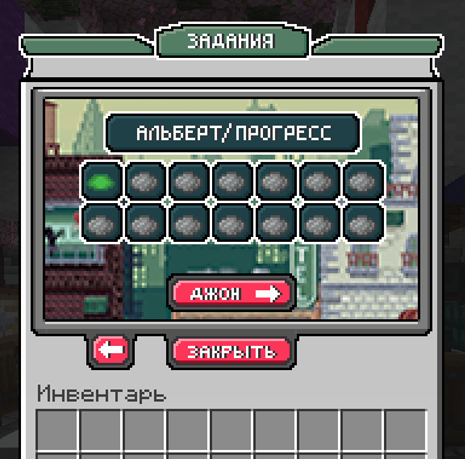 ЗАДАНИЯ
АЛЬБЕРТ/ПРОГРЕСС
ДЖОН
ЗАКРЫТЬ
Инвентарь